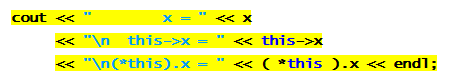 cout << "        x = " << x
     << "\n  this->x = " << this->x
     << "\n(*this).x = " << ( *this ).x << endl;